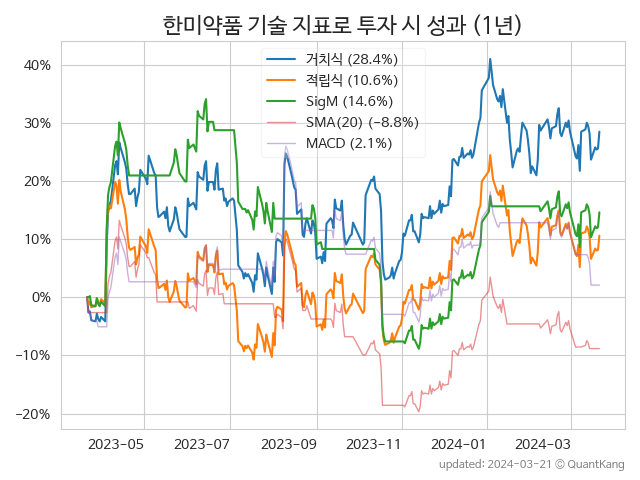 한미약품 기술 지표로 투자 시 성과 (1년)
거치식 (28.4%)
적립식 (10.6%)
SigM (14.6%)
SMA(20) (−8.8%)
MACD (2.1%)
40%
30%
20%
10%
0%
−10%
−20%
2023-05
2023-07
2023-09
2023-11
2024-01
2024-03
updated: 2024-03-21 © QuantKang